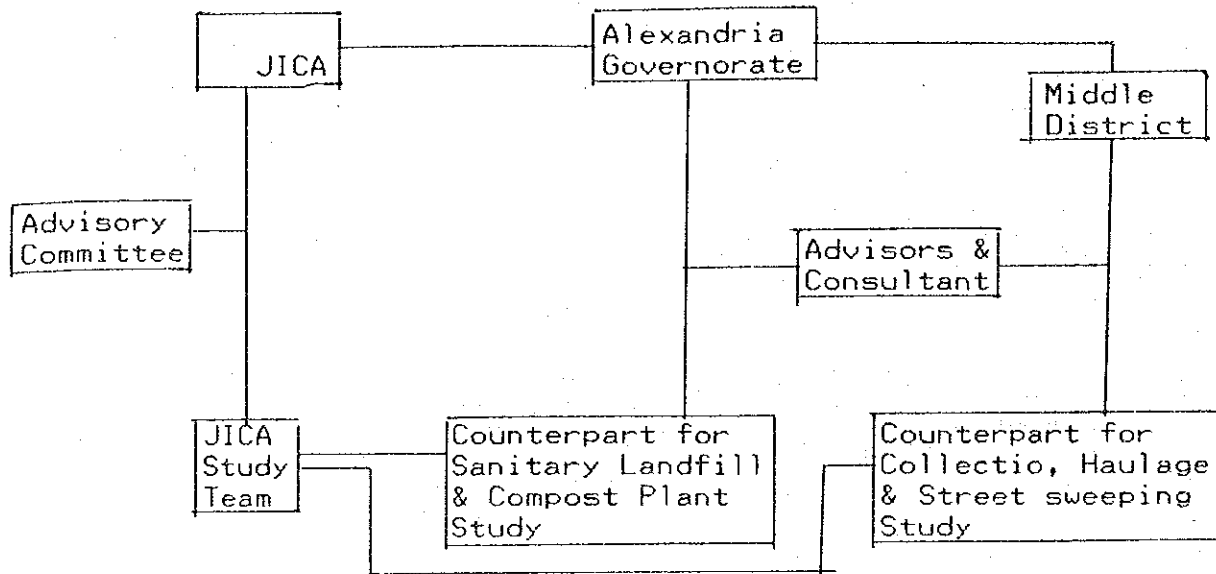 JICA
Alexandria
Governorate
Middle
District
Advisory
Committee
Advisors &
Consultant
JICA
Study
Team
Counterpart for
Sanitary Landfill
& Compost Plant
Study
Counterpart for
Collectio, Haulage
& Street sweeping
Study